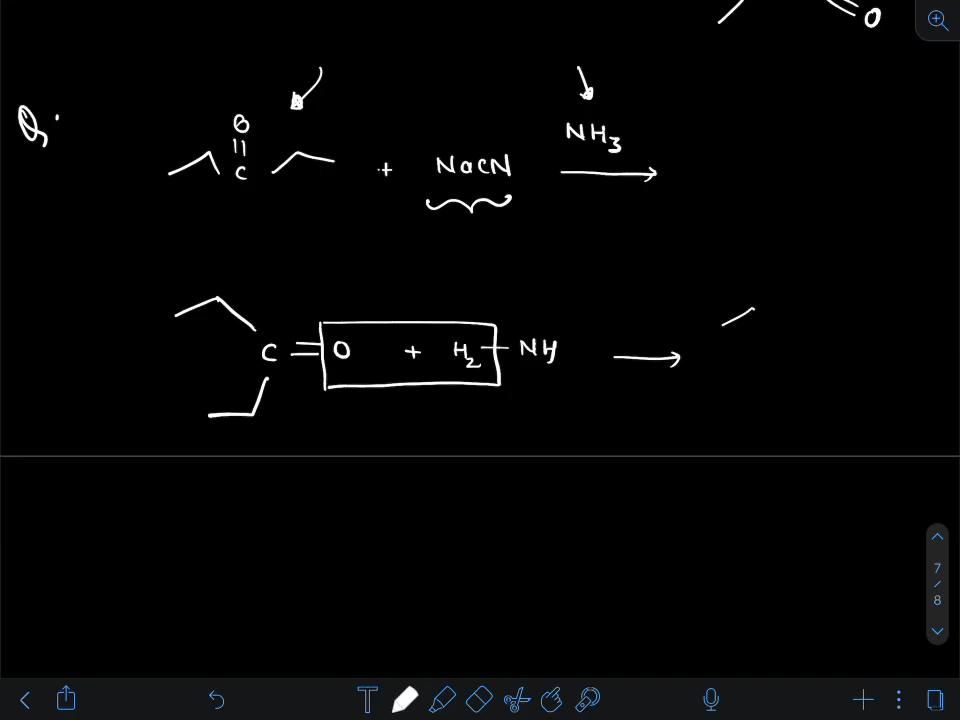 O
Q.
O
||
C + NaCN NH3 ⟶
C = O + H2 NH ⟶
7
/
8
T